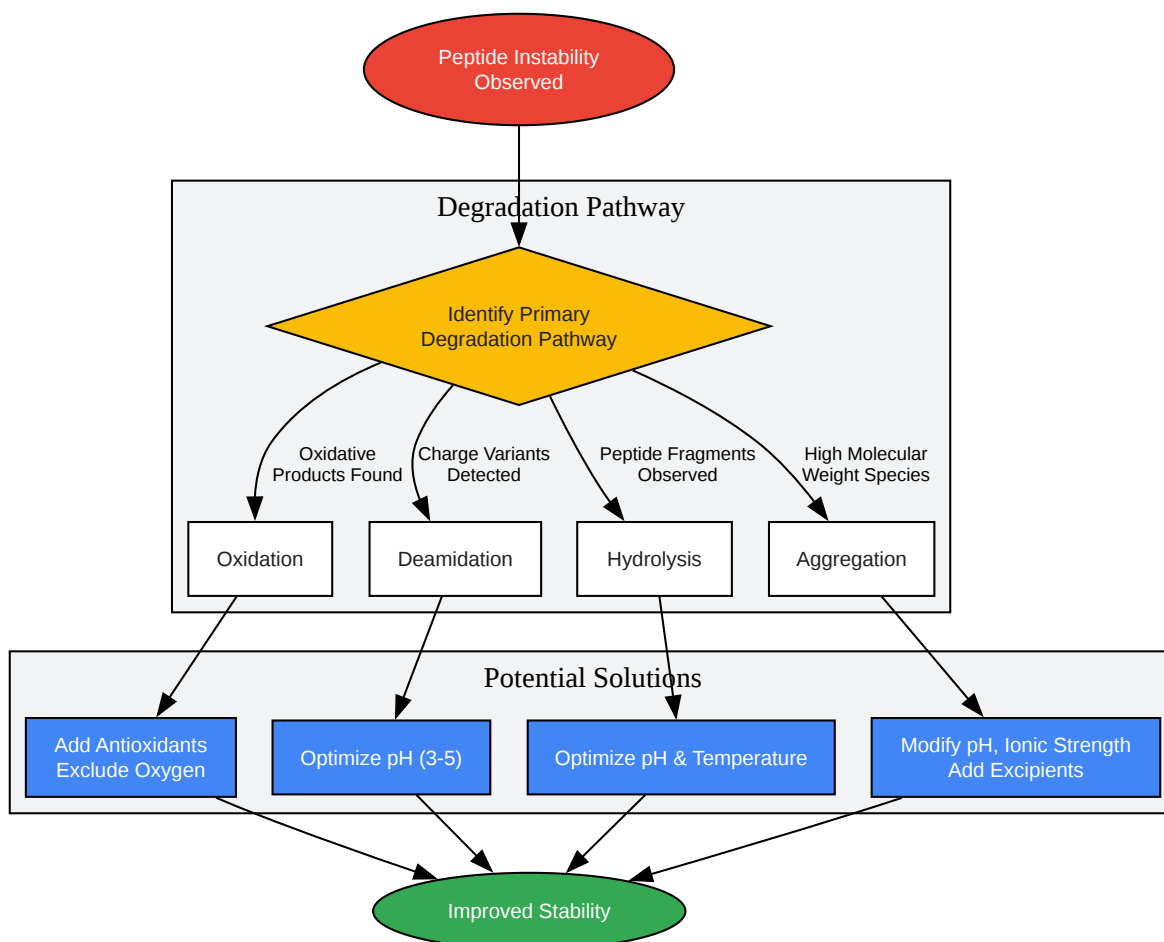 Peptide Instability
Observed
Degradation Pathway
Identify Primary
Degradation Pathway
Oxidative
Products Found
Charge Variants
Detected
Peptide Fragments
Observed
High Molecular
Weight Species
Oxidation
Deamidation
Hydrolysis
Aggregation
Potential Solutions
Add Antioxidants
Exclude Oxygen
Optimize pH (3-5)
Optimize pH & Temperature
Modify pH, Ionic Strength
Add Excipients
Improved Stability